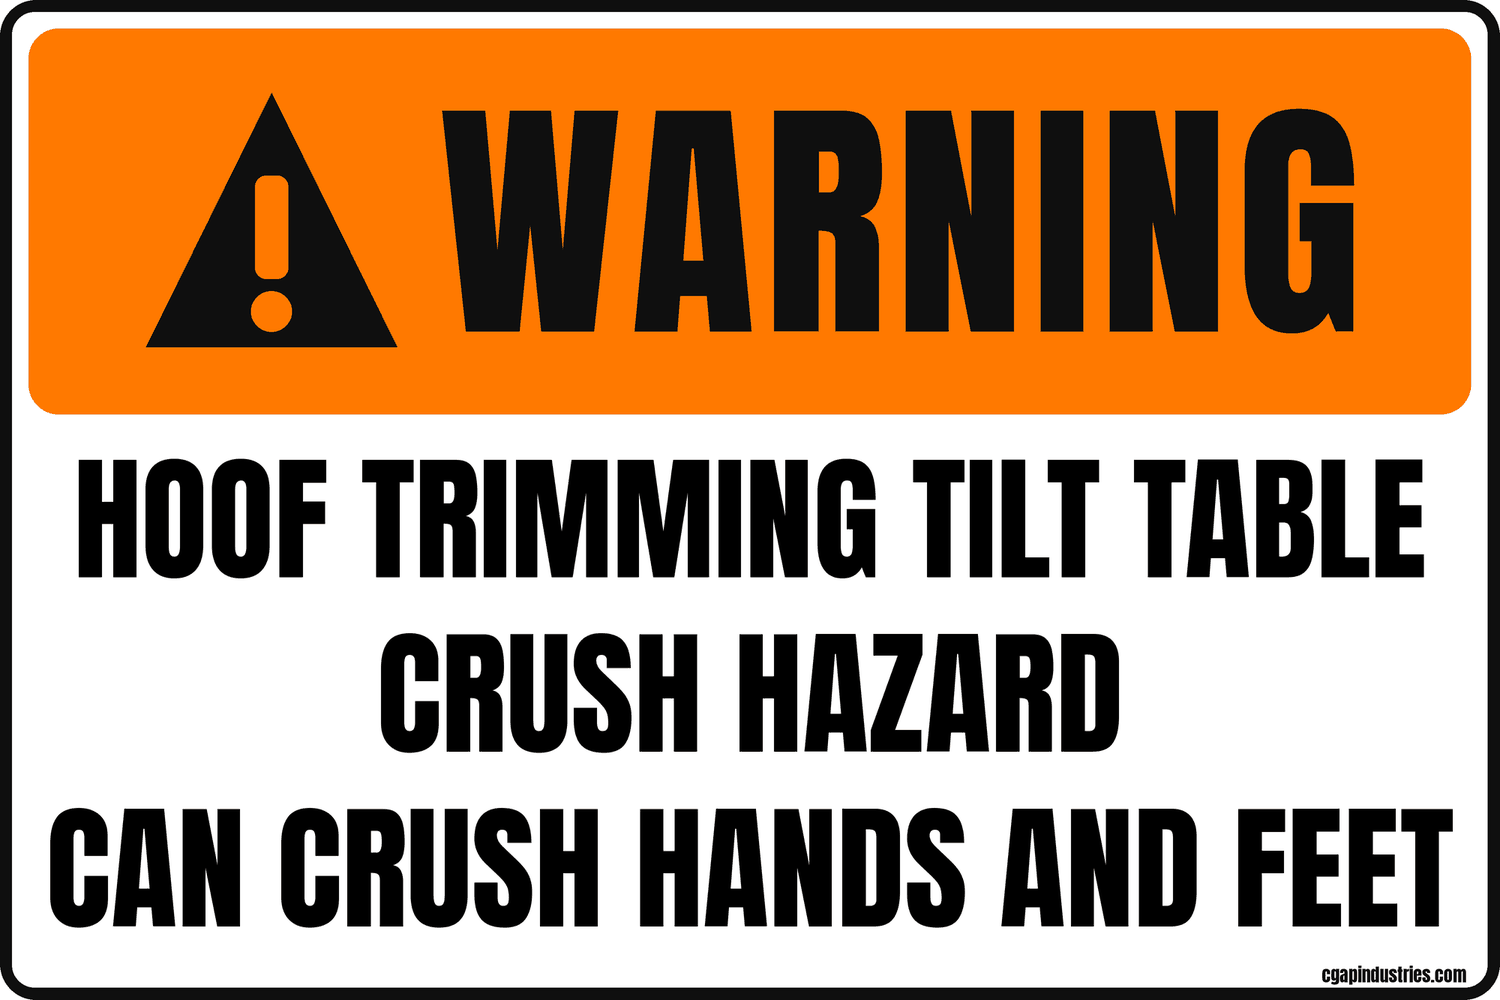 WARNING
HOOF TRIMMING TILT TABLE
CRUSH HAZARD
CAN CRUSH HANDS AND FEET
cgapindustries.com